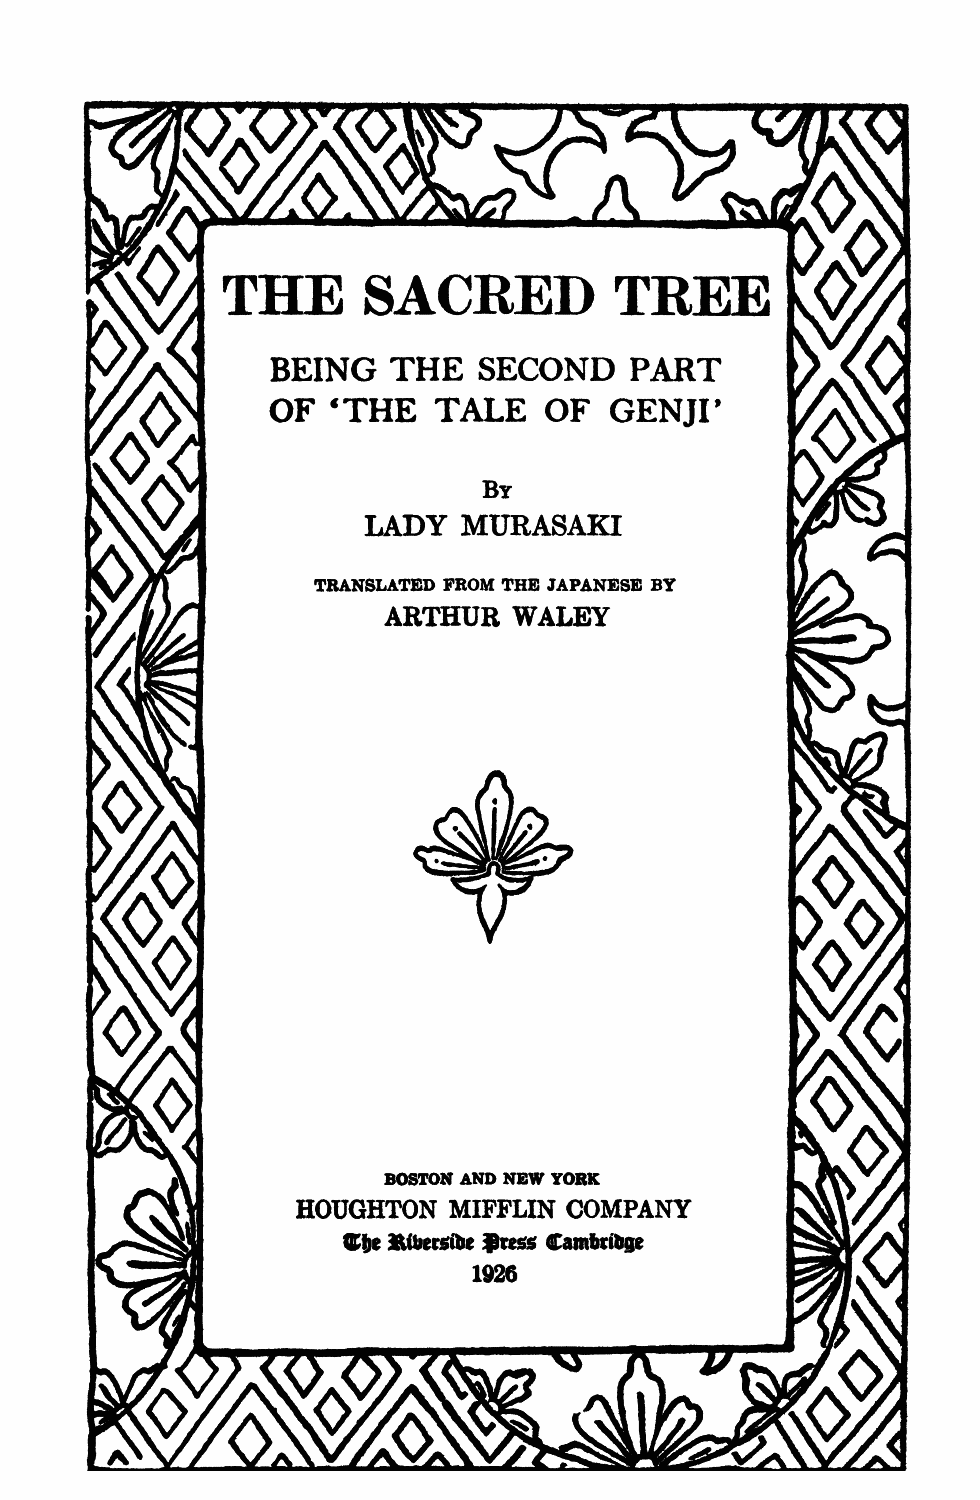 THE SACRED TREE
BEING THE SECOND PART
OF ‘THE TALE OF GENJI’
BY
LADY MURASAKI
TRANSLATED FROM THE JAPANESE BY
ARTHUR WALEY
BOSTON AND NEW YORK
HOUGHTON MIFFLIN COMPANY
The Riverside Press Cambridge
1926